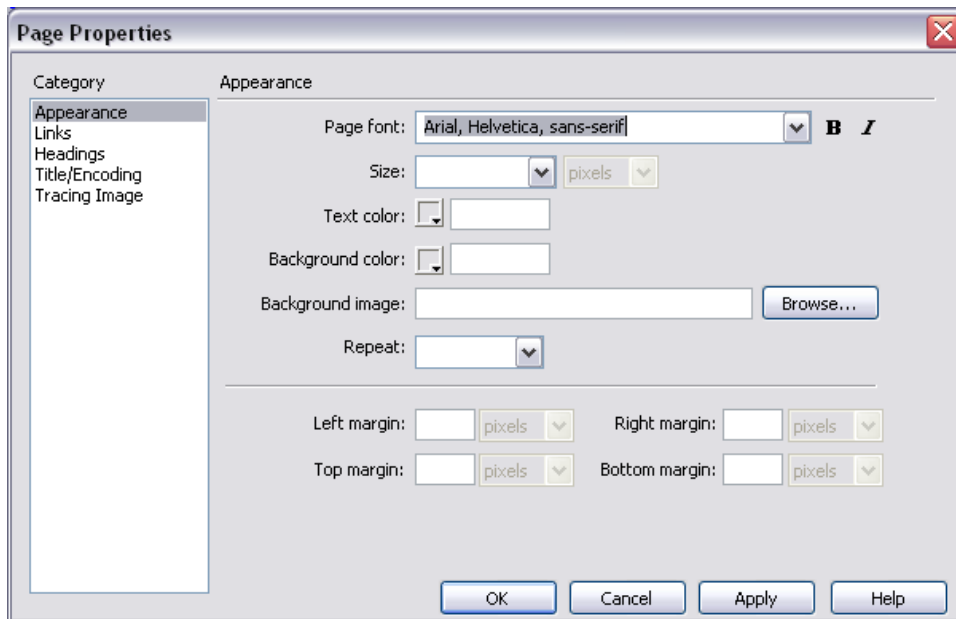 Page Properties
Category
Appearance
Links
Headings
Title/Encoding
Tracing Image
Appearance
Page font: Arial, Helvetica, sans-serif B I
Size: pixels
Text color:
Background color:
Background image: Browse...
Repeat:
Left margin: pixels Right margin: pixels
Top margin: pixels Bottom margin: pixels
OK Cancel Apply Help